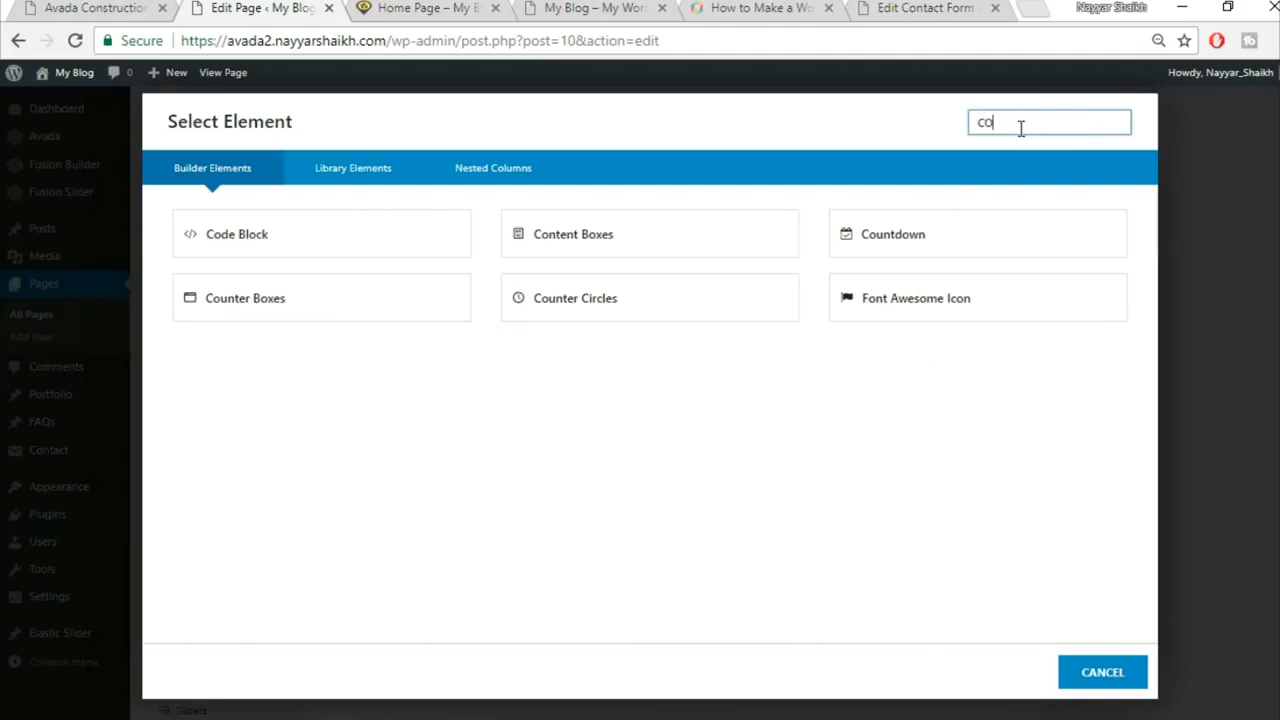 Avada Construction
Edit Page ‹ My Blog
Home Page – My B
My Blog – My Wor
How to Make a Wo
Edit Contact Form -
Nayyar Shaikh
Secure
https://avada2.nayyarshaikh.com/wp-admin/post.php?post=10&action=edit
My Blog
0
New
View Page
Howdy, Nayyar_Shaikh
Dashboard
Avada
Fusion Builder
Fusion Slider
Posts
Media
Pages
All Pages
Add New
Comments
Portfolio
FAQs
Contact
Appearance
Plugins
Users
Tools
Settings
Elastic Slider
Collapse menu
Select Element
CO
Builder Elements
Library Elements
Nested Columns
Code Block
Content Boxes
Countdown
Counter Boxes
Counter Circles
Font Awesome Icon
CANCEL
Sliders